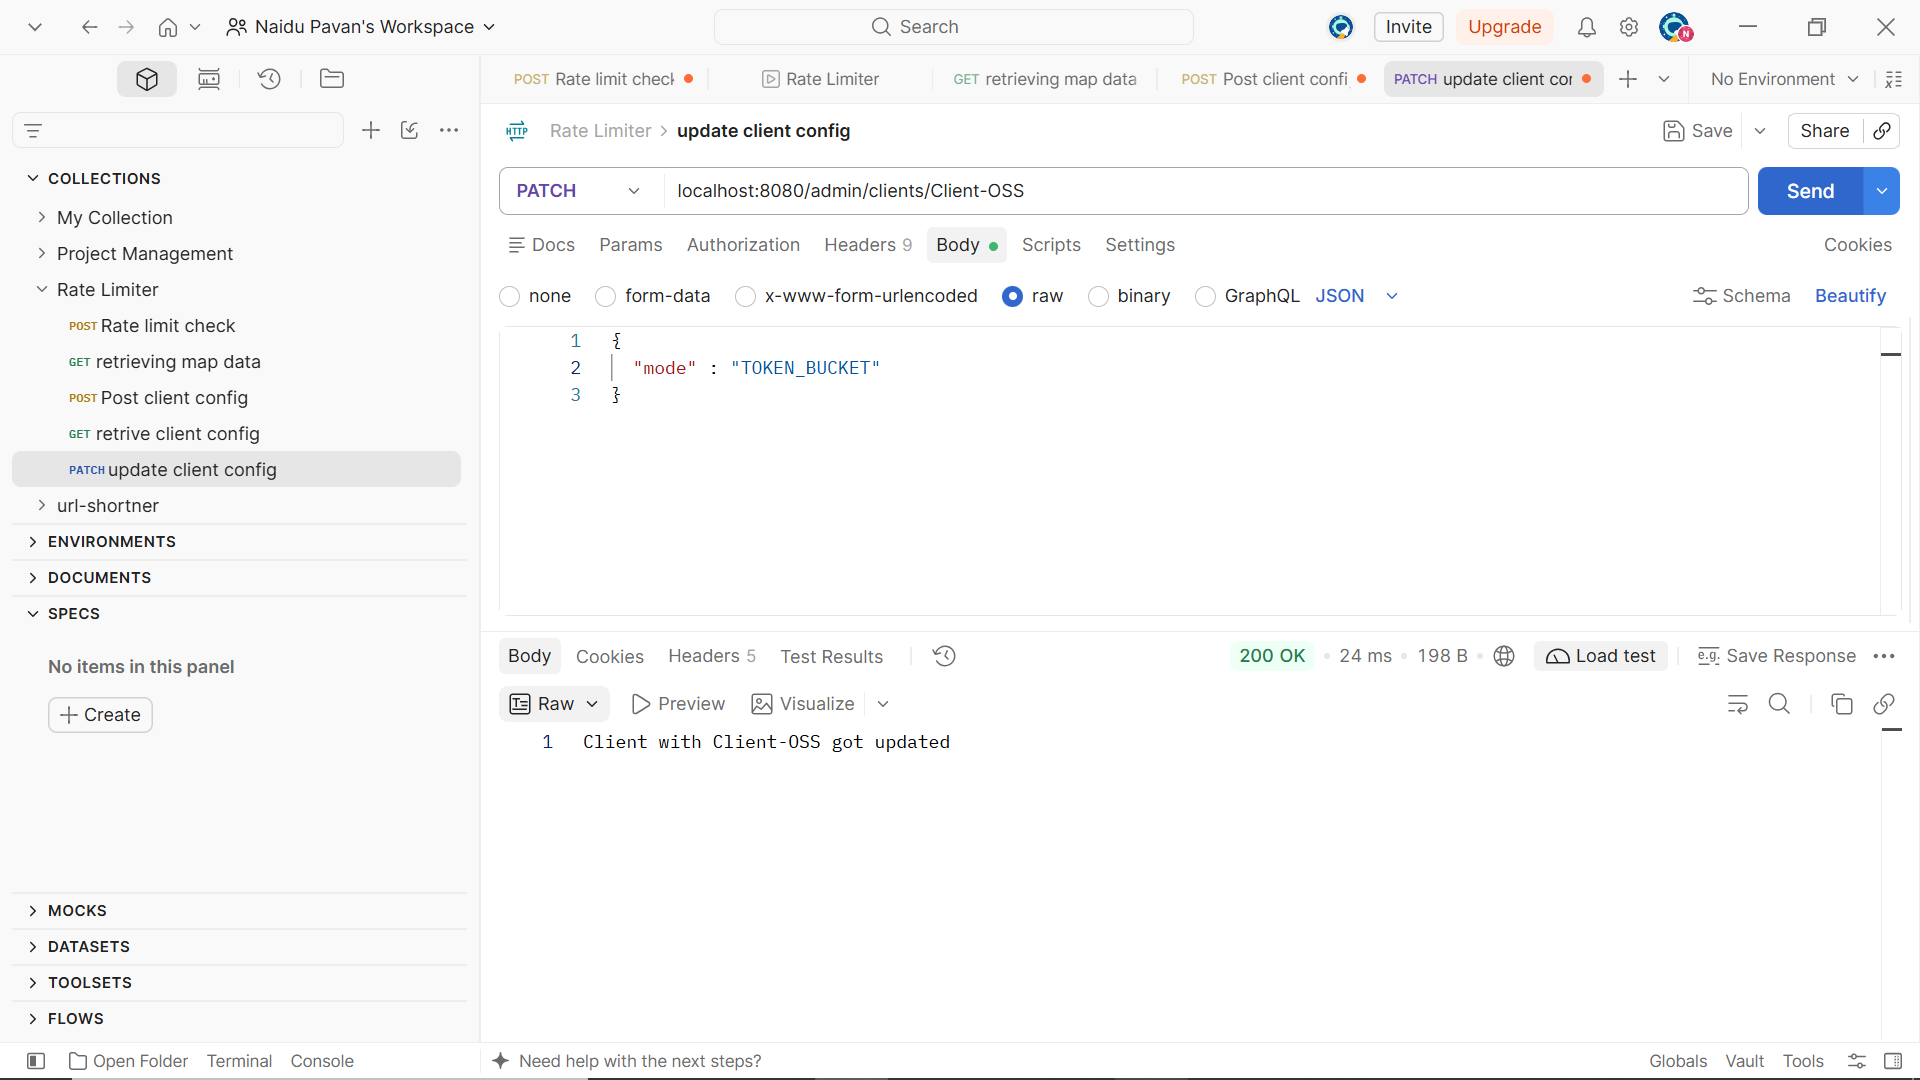 Naidu Pavan's Workspace
Search
Invite
Upgrade
N
POST Rate limit check
Rate Limiter
GET retrieving map data
POST Post client confi
PATCH update client cor
No Environment
HTTP Rate Limiter > update client config
Save
Share
PATCH
localhost:8080/admin/clients/Client-OSS
Send
Docs Params Authorization Headers 9 Body Scripts Settings Cookies
none form-data x-www-form-urlencoded raw binary GraphQL JSON Schema Beautify
1 {
2 "mode" : "TOKEN_BUCKET"
3 }
COLLECTIONS
My Collection
Project Management
Rate Limiter
POST Rate limit check
GET retrieving map data
POST Post client config
GET retrive client config
PATCH update client config
url-shortner
ENVIRONMENTS
DOCUMENTS
SPECS
No items in this panel
Create
MOCKS
DATASETS
TOOLSETS
FLOWS
Body Cookies Headers 5 Test Results
200 OK • 24 ms • 198 B
Load test
e.g. Save Response
Raw Preview Visualize
1 Client with Client-OSS got updated
Open Folder Terminal Console
Need help with the next steps?
Globals Vault Tools